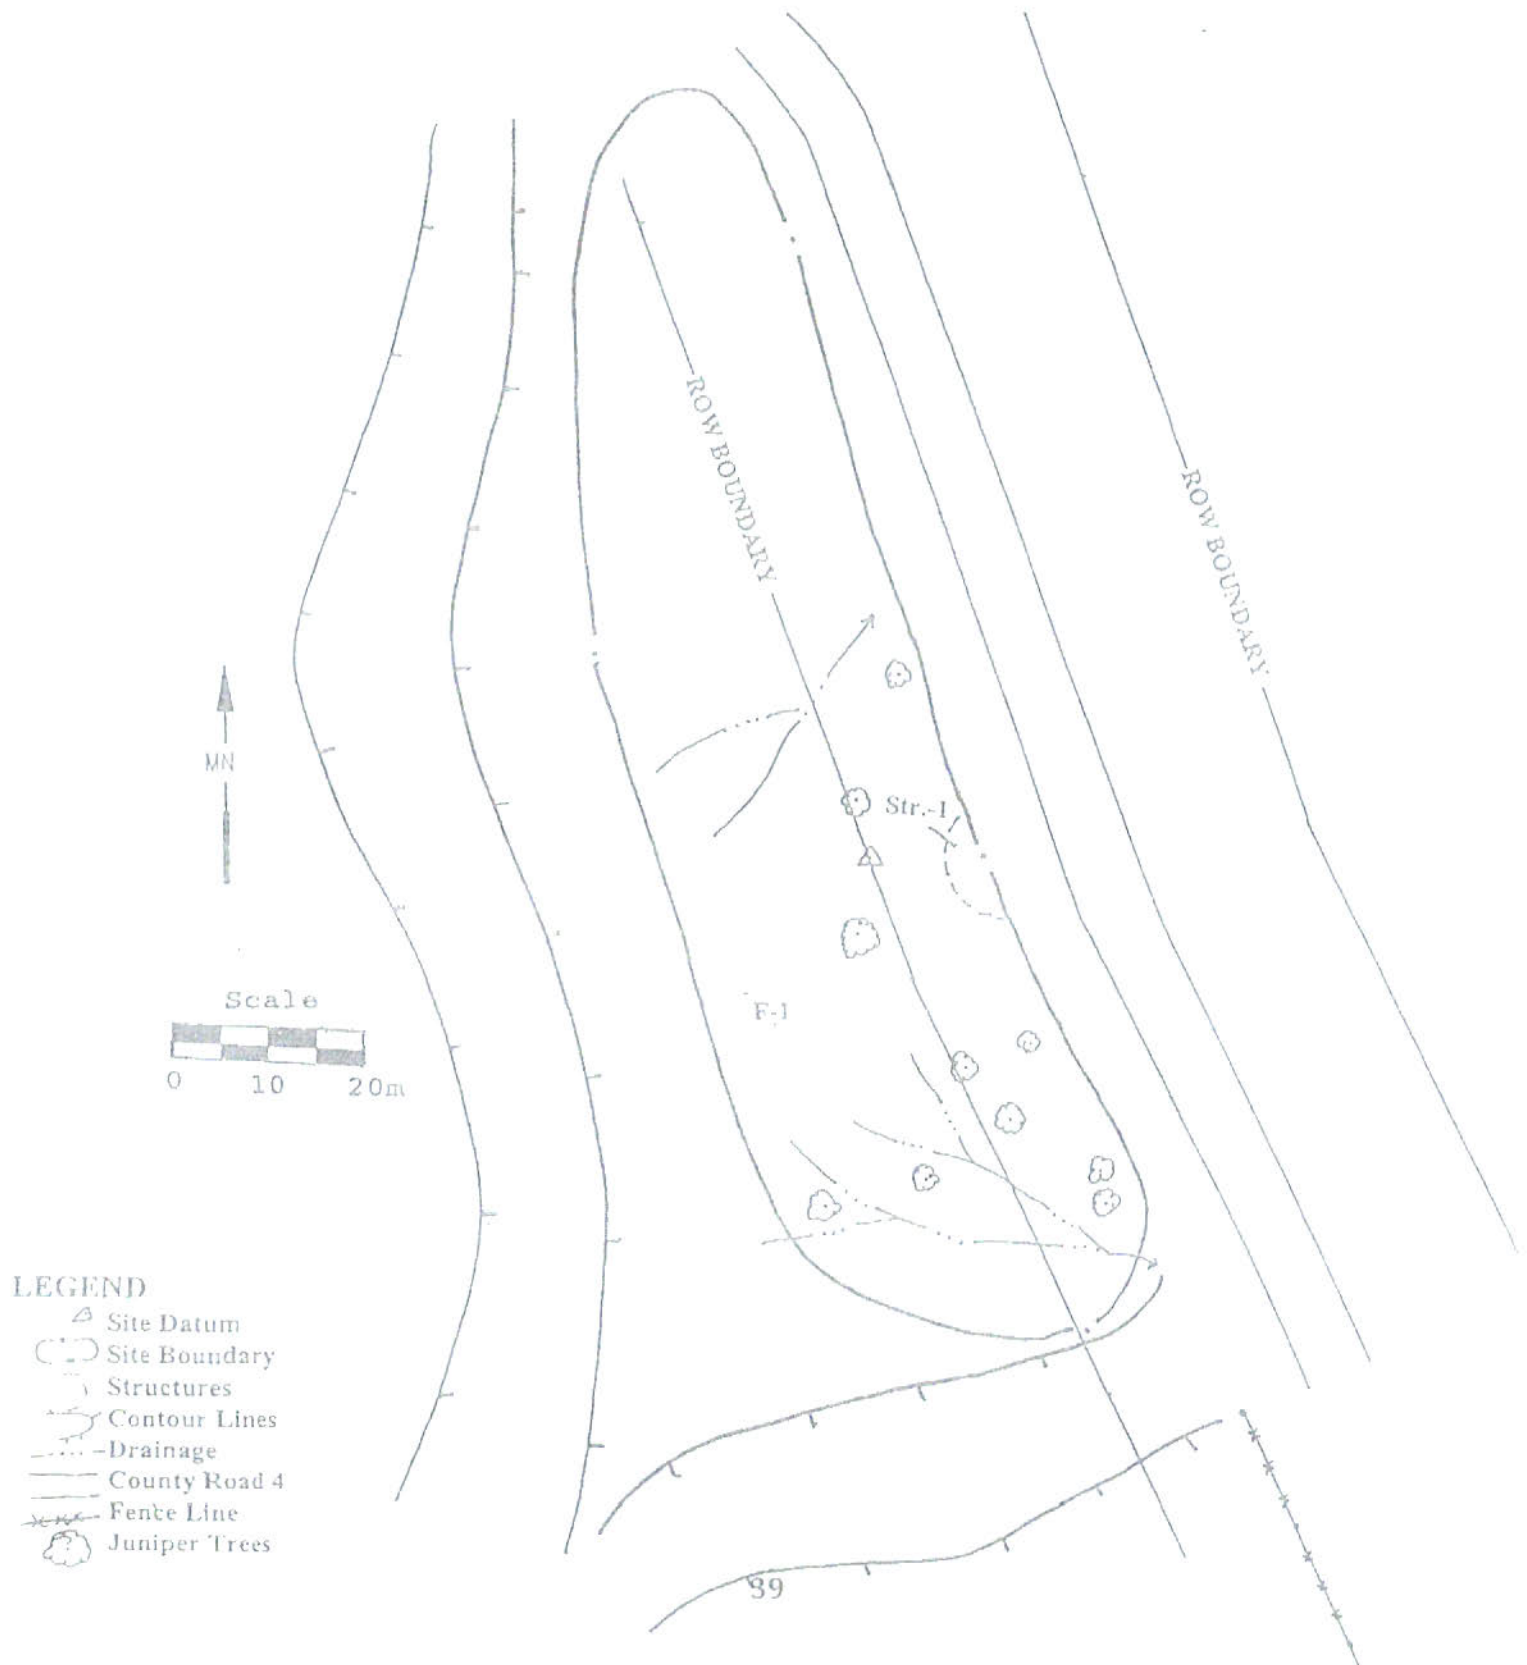 ROW BOUNDARY
ROW BOUNDARY
MN
Str.-1
F-1
Scale
0 10 20m
LEGEND
Site Datum
Site Boundary
Structures
Contour Lines
Drainage
County Road 4
Fence Line
Juniper Trees
39